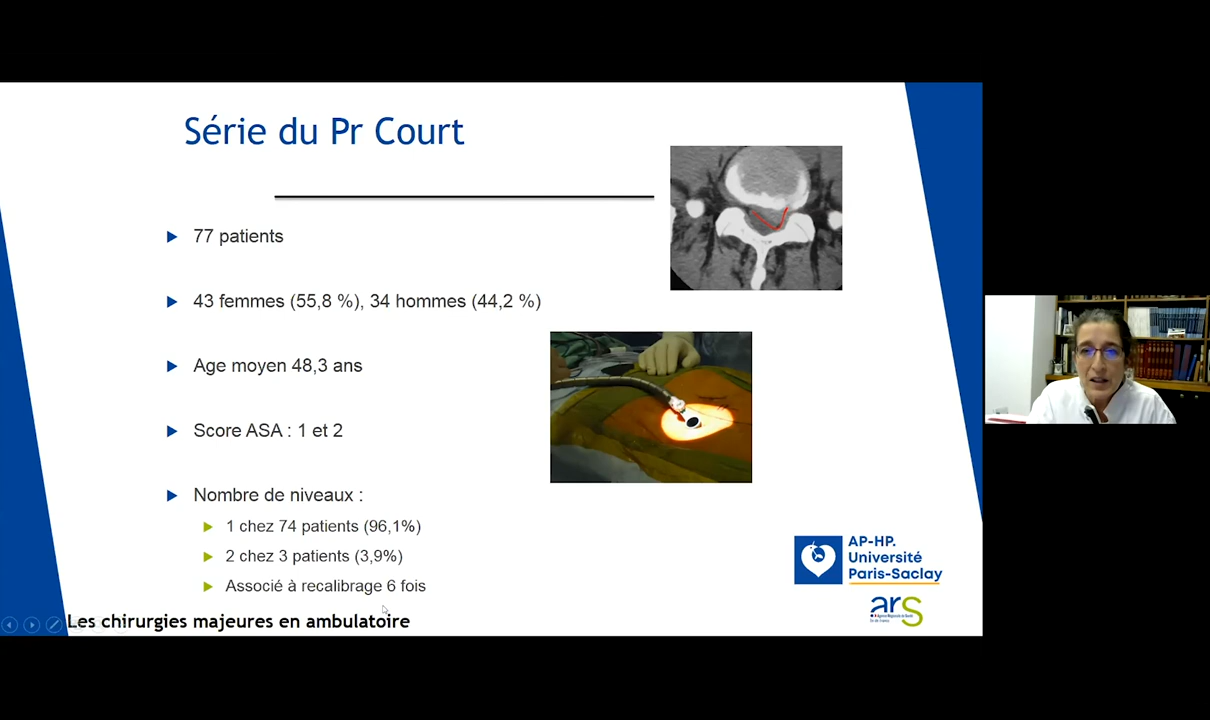 Série du Pr Court
77 patients
43 femmes (55,8 %), 34 hommes (44,2 %)
Age moyen 48,3 ans
Score ASA : 1 et 2
Nombre de niveaux :
1 chez 74 patients (96,1%)
2 chez 3 patients (3,9%)
Associé à recalibrage 6 fois
AP-HP.
Université
Paris-Saclay
ars
Les chirurgies majeures en ambulatoire